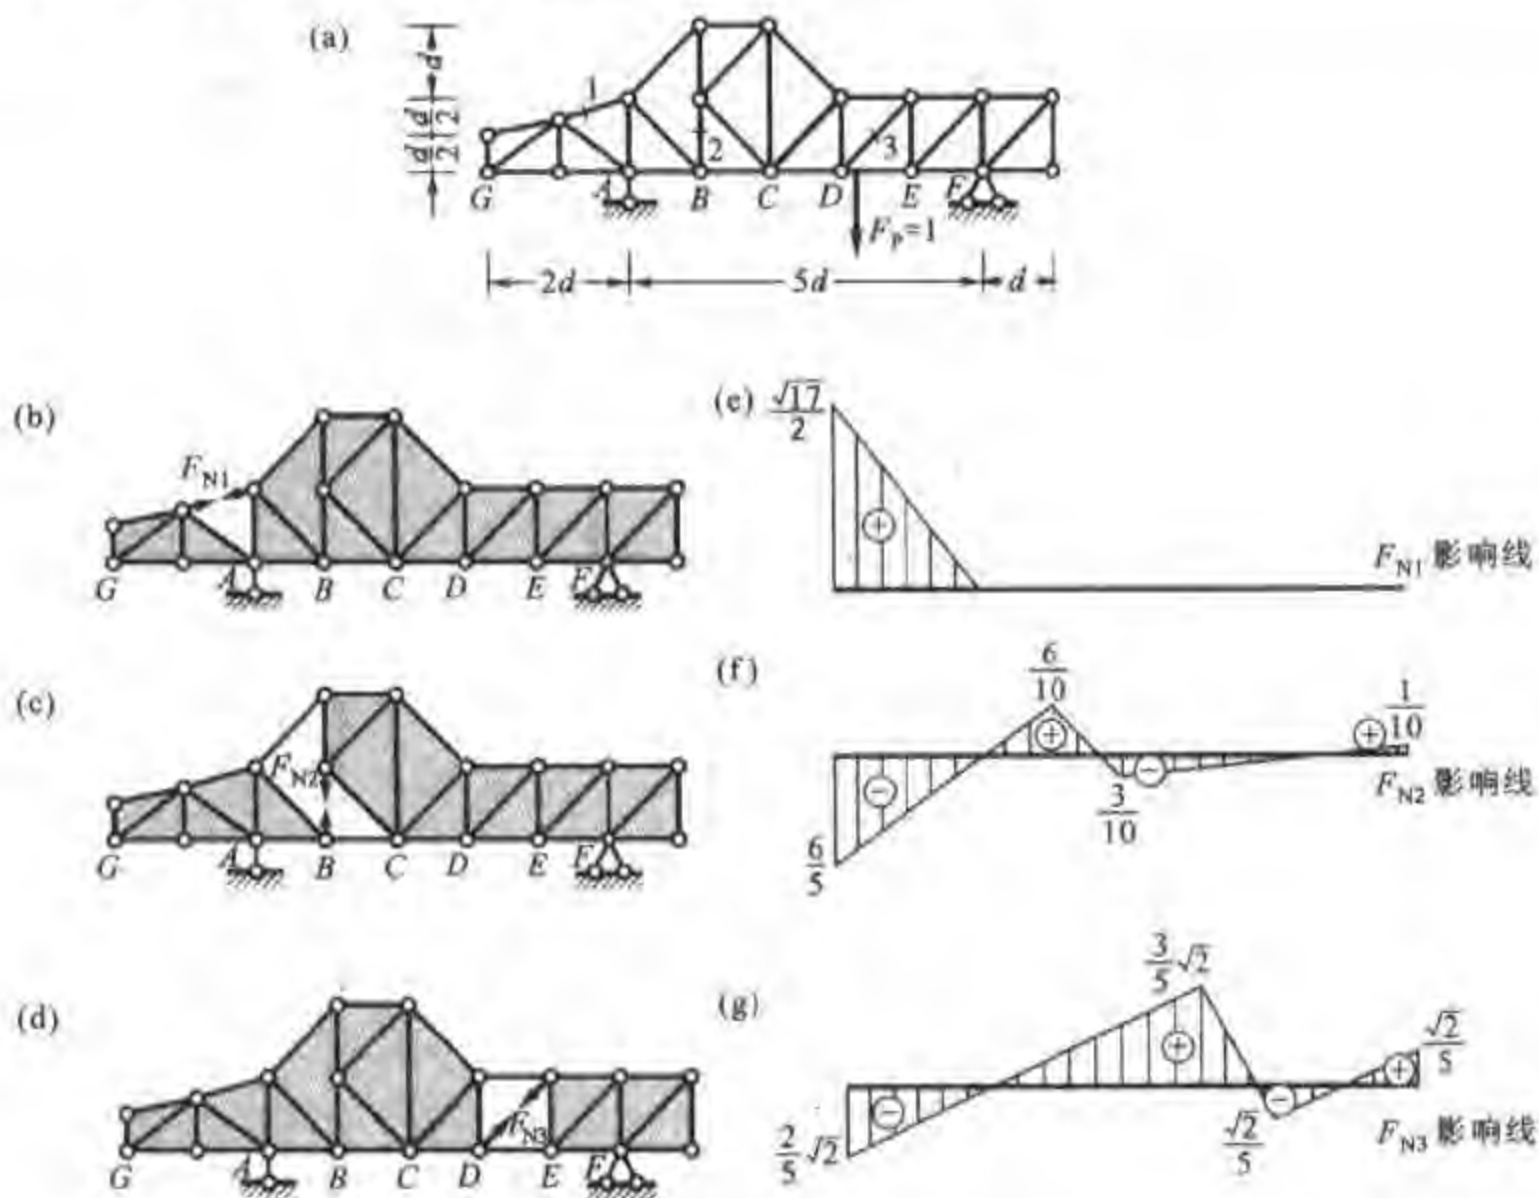 (a)
d
d/2
d/2
1
2
3
G A B C D E F
F_P=1
2d 5d d
(b)
F_N1
G A B C D E F
(e) √17/2
+
F_N1 影响线
(c)
F_N2
G A B C D E F
(f)
6/10
1/10
+
+
−
−
6/5
3/10
F_N2 影响线
(d)
F_N3
G A B C D E F
(g)
3/5 √2
√2/5
+
+
−
−
2/5 √2
√2/5
F_N3 影响线